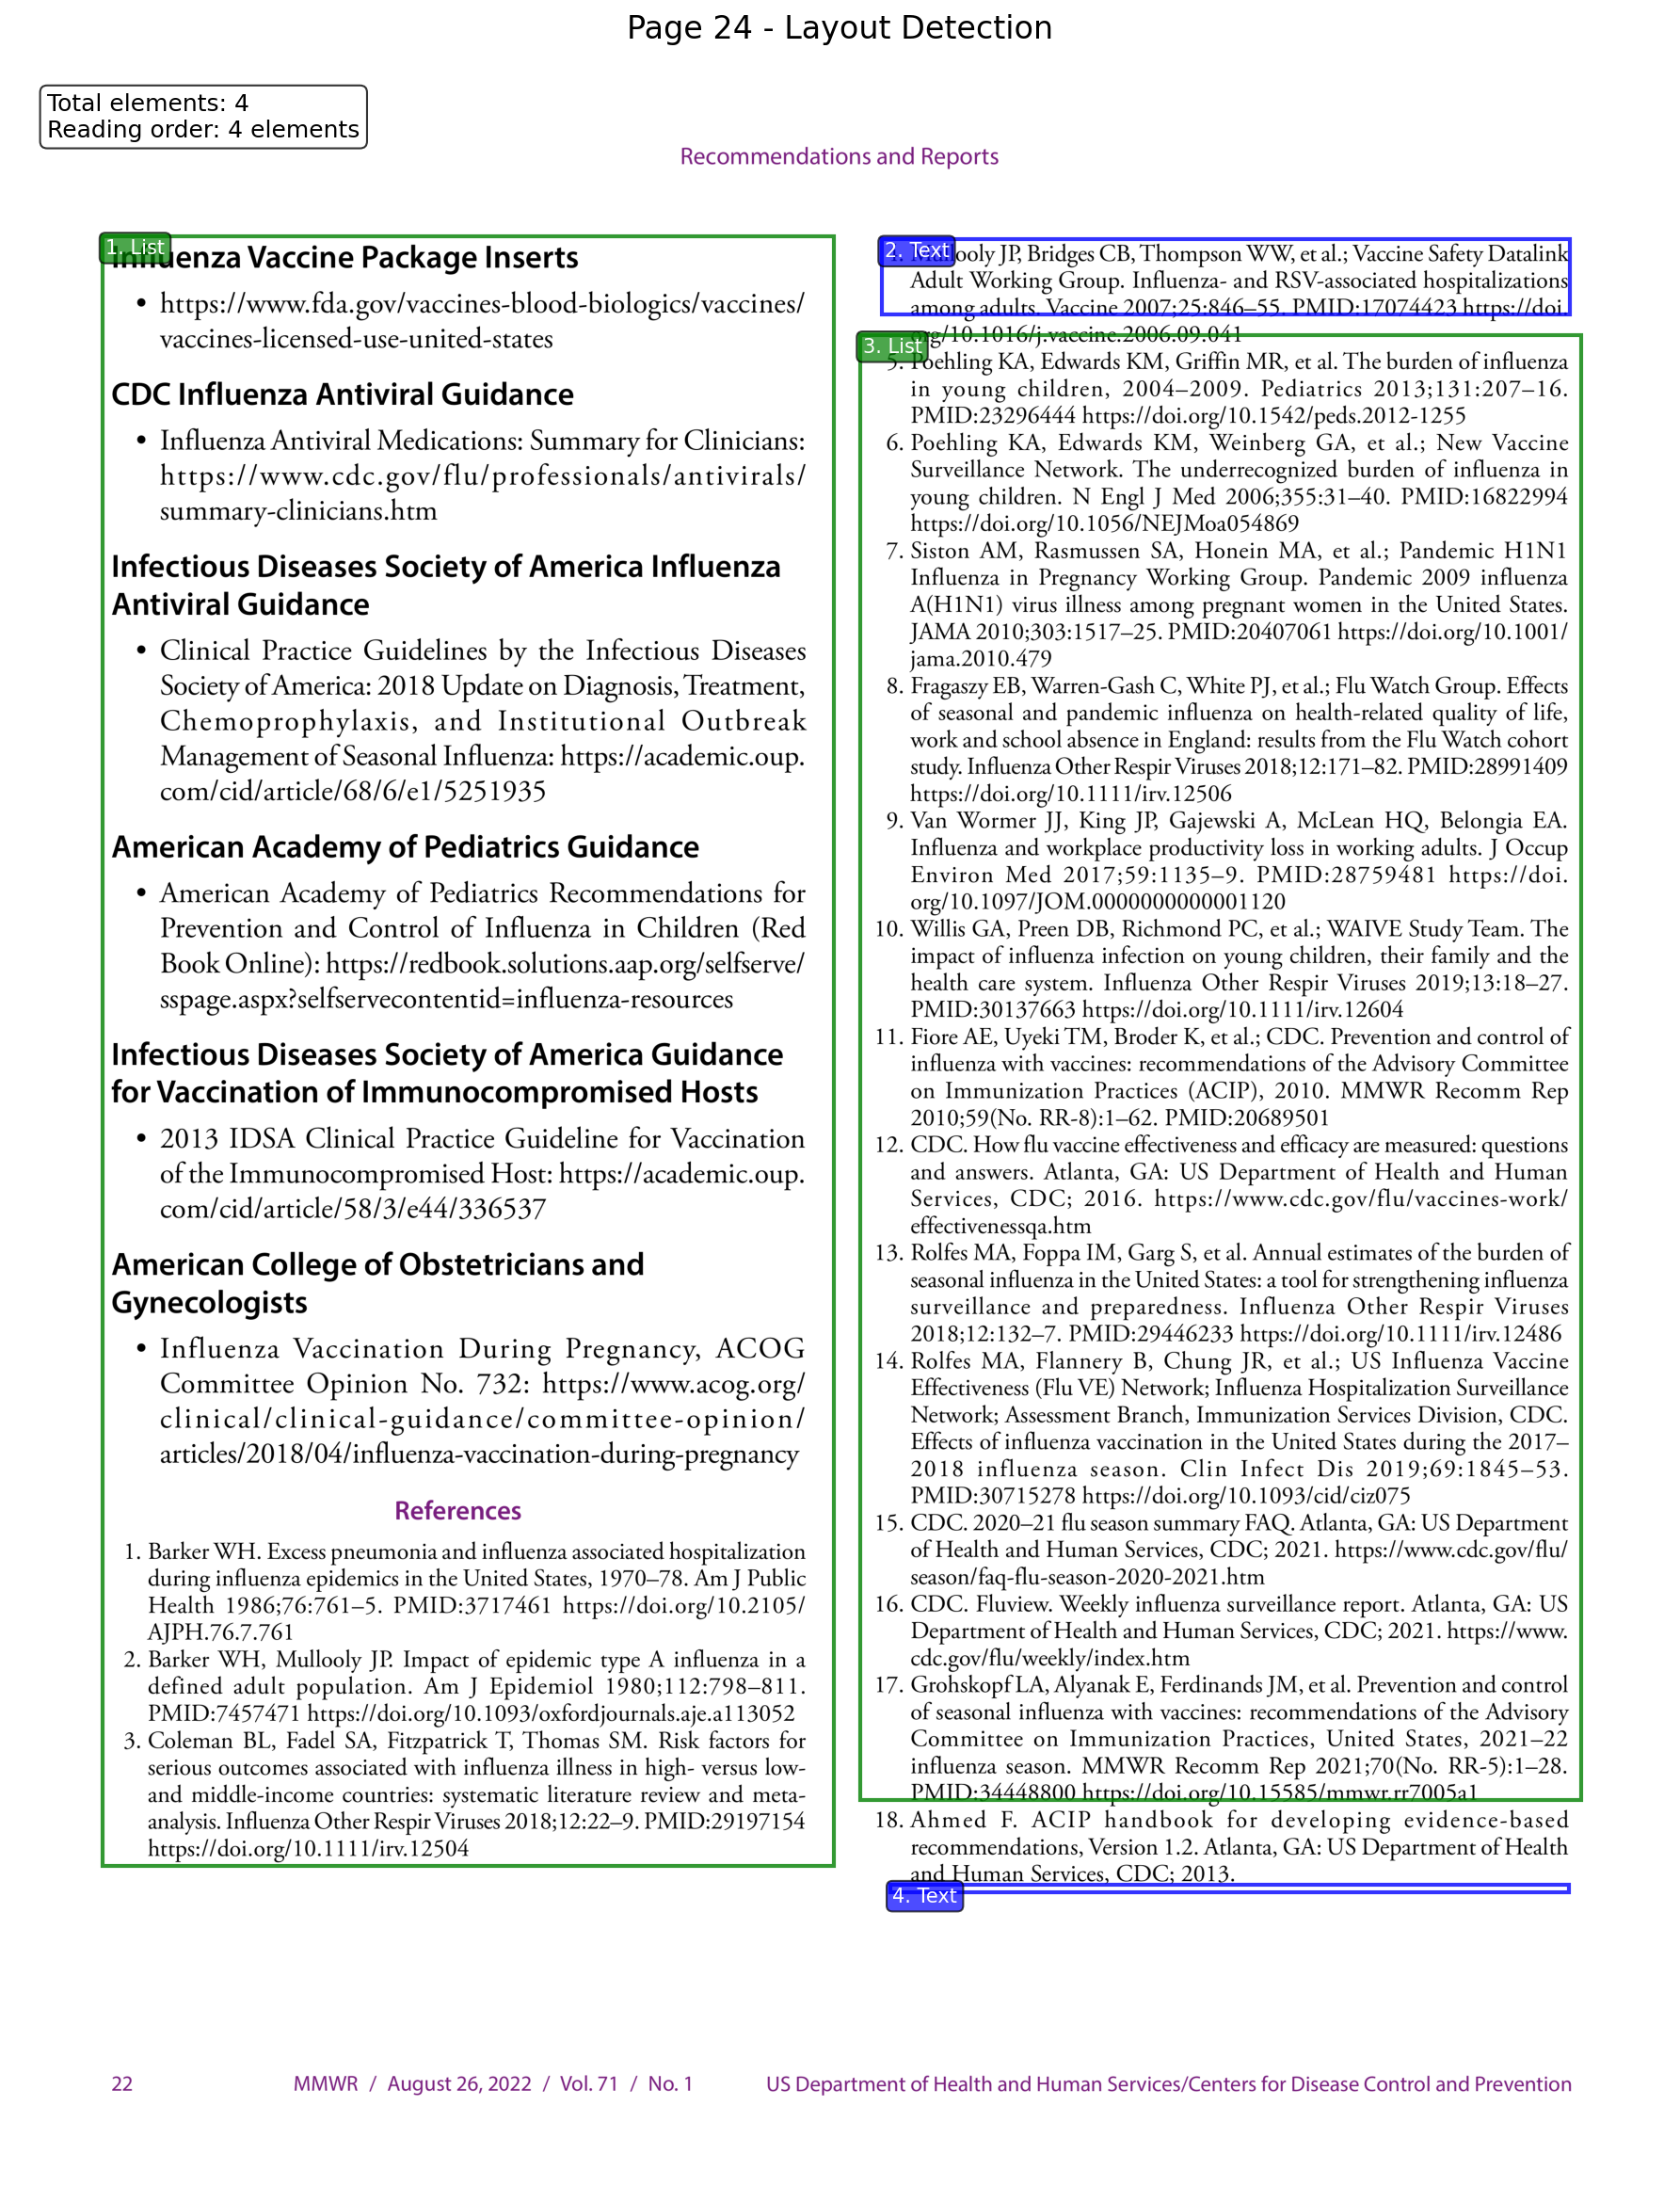 Page 24 - Layout Detection
Total elements: 4
Reading order: 4 elements
Recommendations and Reports
1. List
Influenza Vaccine Package Inserts
• https://www.fda.gov/vaccines-blood-biologics/vaccines/
vaccines-licensed-use-united-states
CDC Influenza Antiviral Guidance
• Influenza Antiviral Medications: Summary for Clinicians:
https://www.cdc.gov/flu/professionals/antivirals/
summary-clinicians.htm
Infectious Diseases Society of America Influenza
Antiviral Guidance
• Clinical Practice Guidelines by the Infectious Diseases
Society of America: 2018 Update on Diagnosis, Treatment,
Chemoprophylaxis, and Institutional Outbreak
Management of Seasonal Influenza: https://academic.oup.
com/cid/article/68/6/e1/5251935
American Academy of Pediatrics Guidance
• American Academy of Pediatrics Recommendations for
Prevention and Control of Influenza in Children (Red
Book Online): https://redbook.solutions.aap.org/selfserve/
sspage.aspx?selfservecontentid=influenza-resources
Infectious Diseases Society of America Guidance
for Vaccination of Immunocompromised Hosts
• 2013 IDSA Clinical Practice Guideline for Vaccination
of the Immunocompromised Host: https://academic.oup.
com/cid/article/58/3/e44/336537
American College of Obstetricians and
Gynecologists
• Influenza Vaccination During Pregnancy, ACOG
Committee Opinion No. 732: https://www.acog.org/
clinical/clinical-guidance/committee-opinion/
articles/2018/04/influenza-vaccination-during-pregnancy
References
1. Barker WH. Excess pneumonia and influenza associated hospitalization
during influenza epidemics in the United States, 1970–78. Am J Public
Health 1986;76:761–5. PMID:3717461 https://doi.org/10.2105/
AJPH.76.7.761
2. Barker WH, Mullooly JP. Impact of epidemic type A influenza in a
defined adult population. Am J Epidemiol 1980;112:798–811.
PMID:7457471 https://doi.org/10.1093/oxfordjournals.aje.a113052
3. Coleman BL, Fadel SA, Fitzpatrick T, Thomas SM. Risk factors for
serious outcomes associated with influenza illness in high- versus low-
and middle-income countries: systematic literature review and meta-
analysis. Influenza Other Respir Viruses 2018;12:22–9. PMID:29197154
https://doi.org/10.1111/irv.12504
2. Text
4. Mullooly JP, Bridges CB, Thompson WW, et al.; Vaccine Safety Datalink
Adult Working Group. Influenza- and RSV-associated hospitalizations
among adults. Vaccine 2007;25:846–55. PMID:17074423 https://doi.
org/10.1016/j.vaccine.2006.09.041
3. List
5. Poehling KA, Edwards KM, Griffin MR, et al. The burden of influenza
in young children, 2004–2009. Pediatrics 2013;131:207–16.
PMID:23296444 https://doi.org/10.1542/peds.2012-1255
6. Poehling KA, Edwards KM, Weinberg GA, et al.; New Vaccine
Surveillance Network. The underrecognized burden of influenza in
young children. N Engl J Med 2006;355:31–40. PMID:16822994
https://doi.org/10.1056/NEJMoa054869
7. Siston AM, Rasmussen SA, Honein MA, et al.; Pandemic H1N1
Influenza in Pregnancy Working Group. Pandemic 2009 influenza
A(H1N1) virus illness among pregnant women in the United States.
JAMA 2010;303:1517–25. PMID:20407061 https://doi.org/10.1001/
jama.2010.479
8. Fragaszy EB, Warren-Gash C, White PJ, et al.; Flu Watch Group. Effects
of seasonal and pandemic influenza on health-related quality of life,
work and school absence in England: results from the Flu Watch cohort
study. Influenza Other Respir Viruses 2018;12:171–82. PMID:28991409
https://doi.org/10.1111/irv.12506
9. Van Wormer JJ, King JP, Gajewski A, McLean HQ, Belongia EA.
Influenza and workplace productivity loss in working adults. J Occup
Environ Med 2017;59:1135–9. PMID:28759481 https://doi.
org/10.1097/JOM.0000000000001120
10. Willis GA, Preen DB, Richmond PC, et al.; WAIVE Study Team. The
impact of influenza infection on young children, their family and the
health care system. Influenza Other Respir Viruses 2019;13:18–27.
PMID:30137663 https://doi.org/10.1111/irv.12604
11. Fiore AE, Uyeki TM, Broder K, et al.; CDC. Prevention and control of
influenza with vaccines: recommendations of the Advisory Committee
on Immunization Practices (ACIP), 2010. MMWR Recomm Rep
2010;59(No. RR-8):1–62. PMID:20689501
12. CDC. How flu vaccine effectiveness and efficacy are measured: questions
and answers. Atlanta, GA: US Department of Health and Human
Services, CDC; 2016. https://www.cdc.gov/flu/vaccines-work/
effectivenessqa.htm
13. Rolfes MA, Foppa IM, Garg S, et al. Annual estimates of the burden of
seasonal influenza in the United States: a tool for strengthening influenza
surveillance and preparedness. Influenza Other Respir Viruses
2018;12:132–7. PMID:29446233 https://doi.org/10.1111/irv.12486
14. Rolfes MA, Flannery B, Chung JR, et al.; US Influenza Vaccine
Effectiveness (Flu VE) Network; Influenza Hospitalization Surveillance
Network; Assessment Branch, Immunization Services Division, CDC.
Effects of influenza vaccination in the United States during the 2017–
2018 influenza season. Clin Infect Dis 2019;69:1845–53.
PMID:30715278 https://doi.org/10.1093/cid/ciz075
15. CDC. 2020–21 flu season summary FAQ. Atlanta, GA: US Department
of Health and Human Services, CDC; 2021. https://www.cdc.gov/flu/
season/faq-flu-season-2020-2021.htm
16. CDC. Fluview. Weekly influenza surveillance report. Atlanta, GA: US
Department of Health and Human Services, CDC; 2021. https://www.
cdc.gov/flu/weekly/index.htm
17. Grohskopf LA, Alyanak E, Ferdinands JM, et al. Prevention and control
of seasonal influenza with vaccines: recommendations of the Advisory
Committee on Immunization Practices, United States, 2021–22
influenza season. MMWR Recomm Rep 2021;70(No. RR-5):1–28.
PMID:34448800 https://doi.org/10.15585/mmwr.rr7005a1
18. Ahmed F. ACIP handbook for developing evidence-based
recommendations, Version 1.2. Atlanta, GA: US Department of Health
and Human Services, CDC; 2013.
4. Text
22 MMWR / August 26, 2022 / Vol. 71 / No. 1 US Department of Health and Human Services/Centers for Disease Control and Prevention